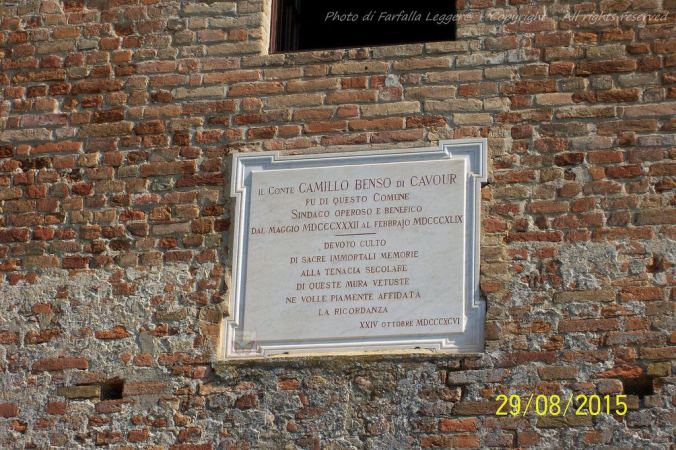 Photo di Farfalla Leggera Copyright All rights reserved
IL CONTE CAMILLO BENSO DI CAVOUR
FU DI QUESTO COMUNE
SINDACO OPEROSO E BENEFICO
DAL MAGGIO MDCCCXXXII AL FEBBRAJO MDCCCXLIX
DEVOTO CULTO
DI SACRE IMMORTALI MEMORIE
ALLA TENACIA SECOLARE
DI QUESTE MURA VETUSTE
NE VOLLE PIAMENTE AFFIDATA
LA RICORDANZA
XXIV OTTOBRE MDCCCXCVI
29/08/2015